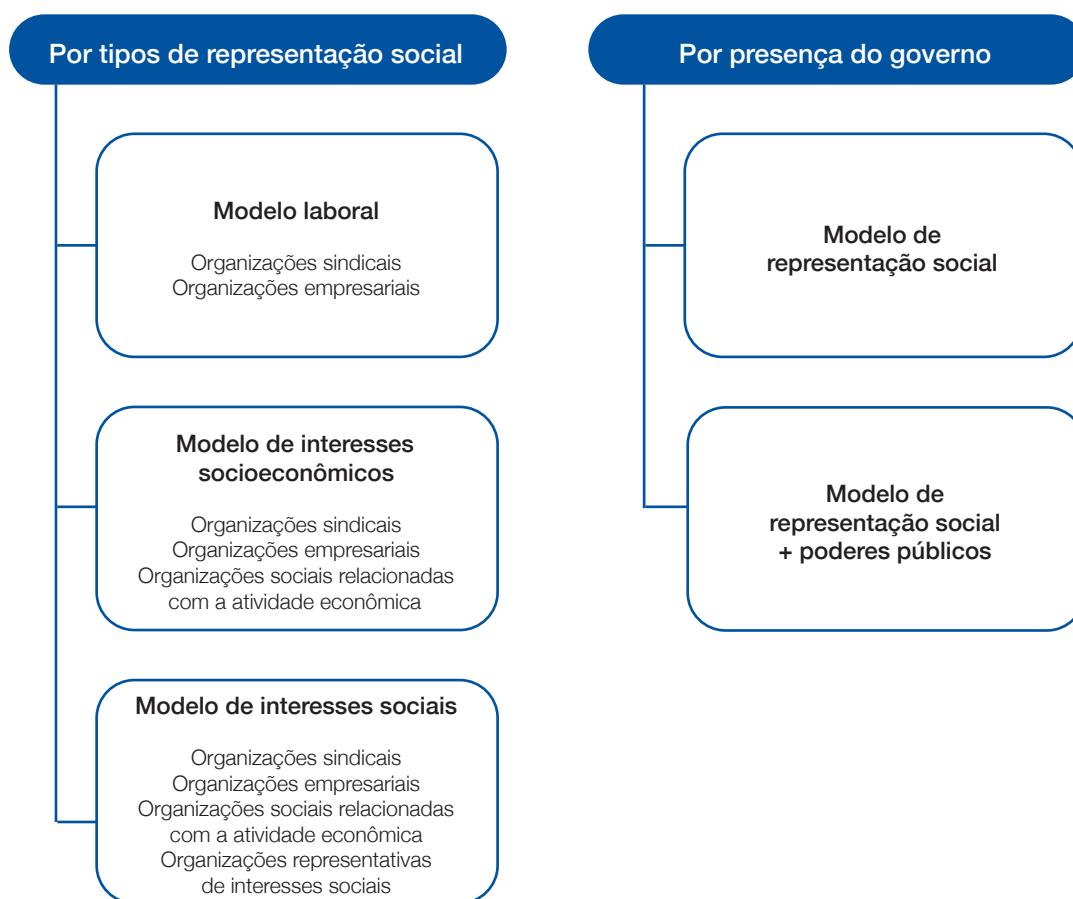 Por tipos de representação social
Modelo laboral
Organizações sindicais
Organizações empresariais
Modelo de interesses
socioeconômicos
Organizações sindicais
Organizações empresariais
Organizações sociais relacionadas
com a atividade econômica
Modelo de interesses sociais
Organizações sindicais
Organizações empresariais
Organizações sociais relacionadas
com a atividade econômica
Organizações representativas
de interesses sociais
Por presença do governo
Modelo de
representação social
Modelo de
representação social
+ poderes públicos